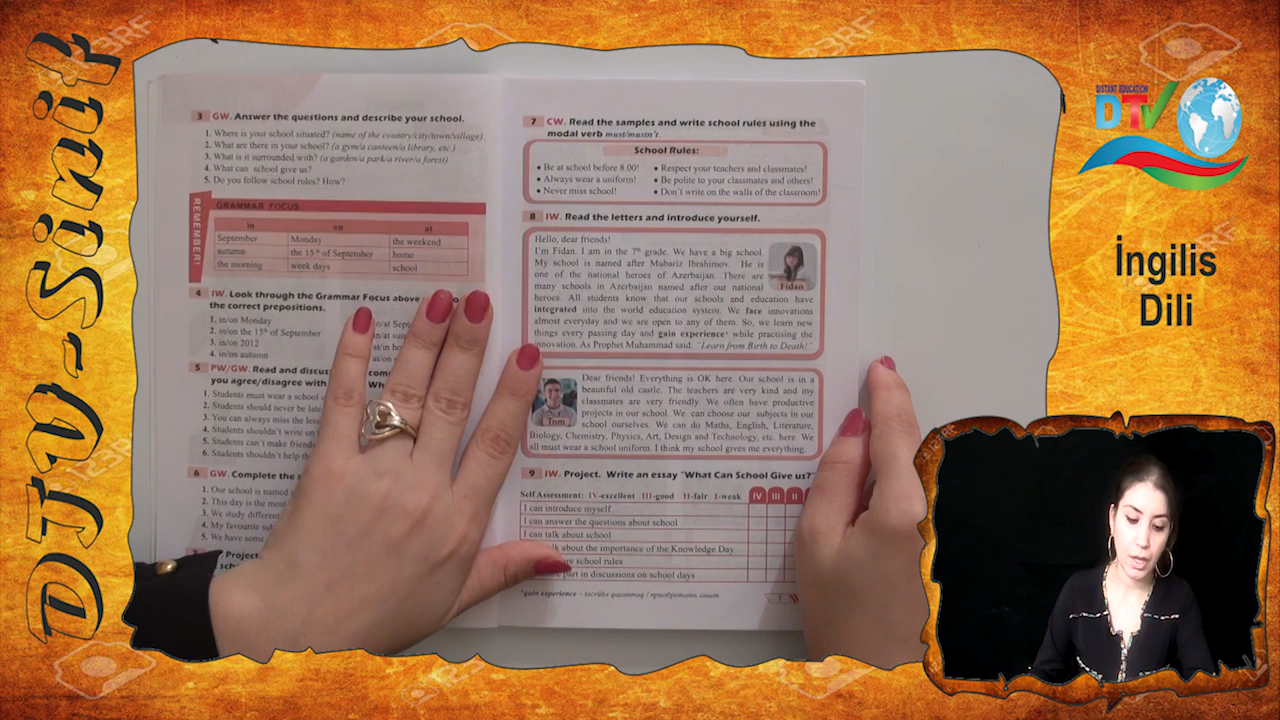 DTV-Sinif
DISTANT EDUCATION
DTV
İngilis
Dili
3 GW. Answer the questions and describe your school.
1. Where is your school situated? (name of the country/city/town/village)
2. What are there in your school? (a gym/a canteen/a library, etc.)
3. What is it surrounded with? (a garden/a park/a river/a forest)
4. What can school give us?
5. Do you follow school rules? How?
REMEMBER!
GRAMMAR FOCUS
in on at
September Monday the weekend
autumn the 15th of September home
the morning week days school
4 IW. Look through the Grammar Focus above
the correct prepositions.
1. in/on Monday
2. in/on the 15th of September
3. in/on 2012
4. in/on autumn
5 PW/GW. Read and
you agree/disagree with
1. Students must wear a school
2. Students should never be late
3. You can always miss the
4. Students shouldn't write on
5. Students can't make
6. Students shouldn't help
6 GW. Complete the
1. Our school is named
2. This day is the most
3. We study different
4. My favourite
5. We have some
Project.
7 CW. Read the samples and write school rules using the
modal verb must/mustn't.
School Rules:
• Be at school before 8.00! • Respect your teachers and classmates!
• Always wear a uniform! • Be polite to your classmates and others!
• Never miss school! • Don't write on the walls of the classroom!
8 IW. Read the letters and introduce yourself.
Hello, dear friends!
I'm Fidan. I am in the 7th grade. We have a big school.
My school is named after Mubariz Ibrahimov. He is
one of the national heroes of Azerbaijan. There are
many schools in Azerbaijan named after our national
heroes. All students know that our schools and education have
integrated into the world education system. We face innovations
almost everyday and we are open to any of them. So, we learn new
things every passing day and gain experience* while practising the
innovation. As Prophet Muhammad said: "Learn from Birth to Death!"
Fidan
Dear friends! Everything is OK here. Our school is in a
beautiful old castle. The teachers are very kind and my
classmates are very friendly. We often have productive
projects in our school. We can choose our subjects in our
school ourselves. We can do Maths, English, Literature,
Biology, Chemistry, Physics, Art, Design and Technology, etc. here. We
all must wear a school uniform. I think my school gives me everything.
Tom
9 IW. Project. Write an essay "What Can School Give us?"
Self Assessment: IV-excellent III-good II-fair I-weak IV III II
I can introduce myself
I can answer the questions about school
I can talk about school
talk about the importance of the Knowledge Day
school rules
part in discussions on school days
*gain experience – təcrübə qazanmaq / приобретать опыт
7